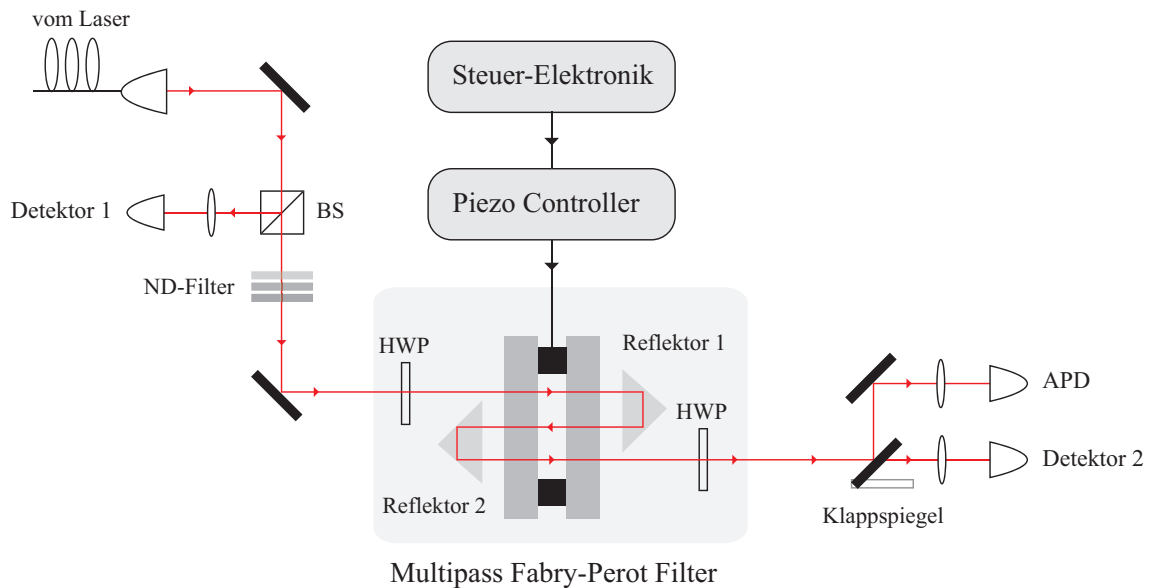 vom Laser
Steuer-Elektronik
Detektor 1
BS
Piezo Controller
ND-Filter
HWP
Reflektor 1
HWP
APD
Detektor 2
Reflektor 2
Klappspiegel
Multipass Fabry-Perot Filter